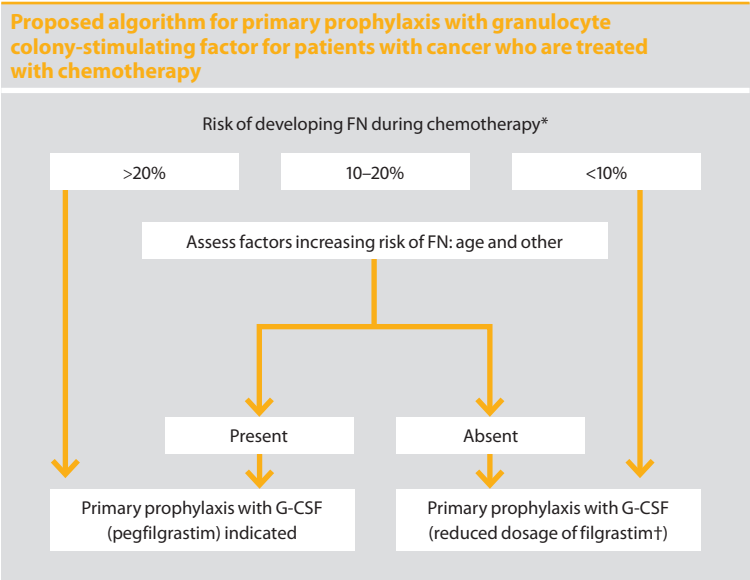 Proposed algorithm for primary prophylaxis with granulocyte
colony-stimulating factor for patients with cancer who are treated
with chemotherapy
Risk of developing FN during chemotherapy*
>20%
10–20%
<10%
Assess factors increasing risk of FN: age and other
Present
Absent
Primary prophylaxis with G-CSF
(pegfilgrastim) indicated
Primary prophylaxis with G-CSF
(reduced dosage of filgrastim†)